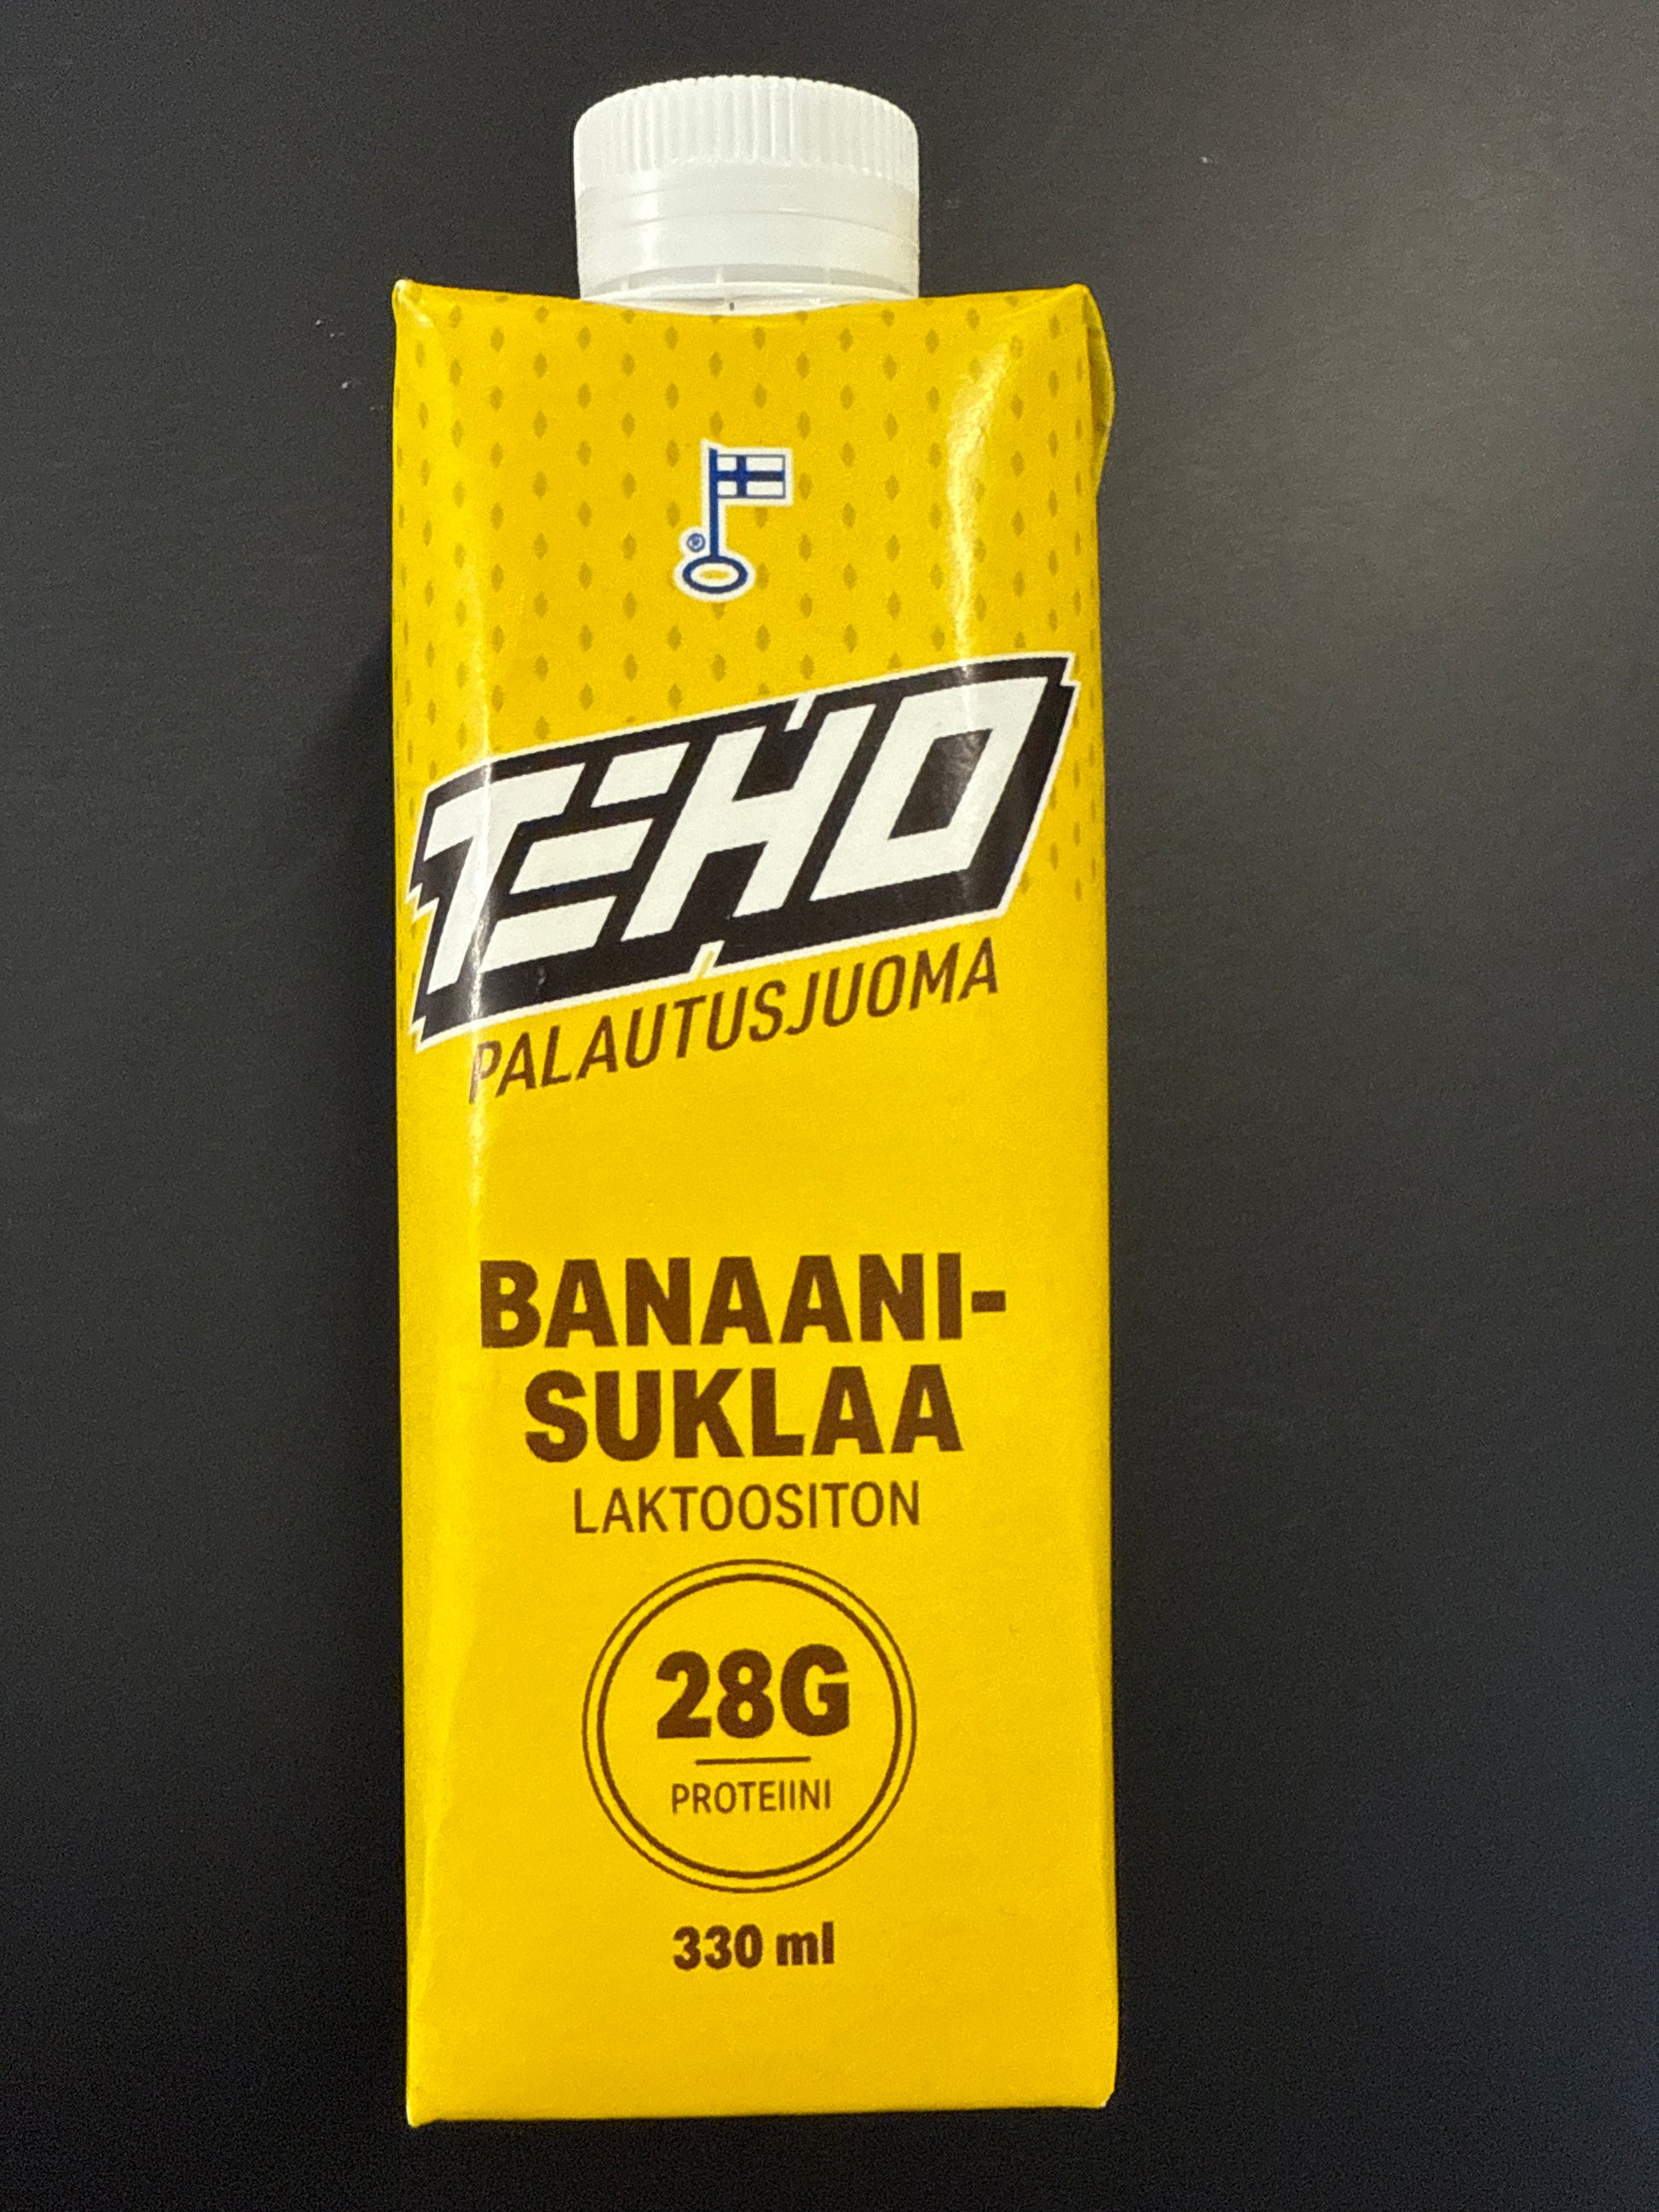 ®
TEHO
PALAUTUSJUOMA
BANAANI-
SUKLAA
LAKTOOSITON
28G
PROTEIINI
330 ml